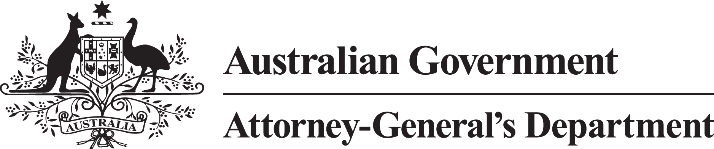 Australian Government
Attorney-General's Department
AUSTRALIA